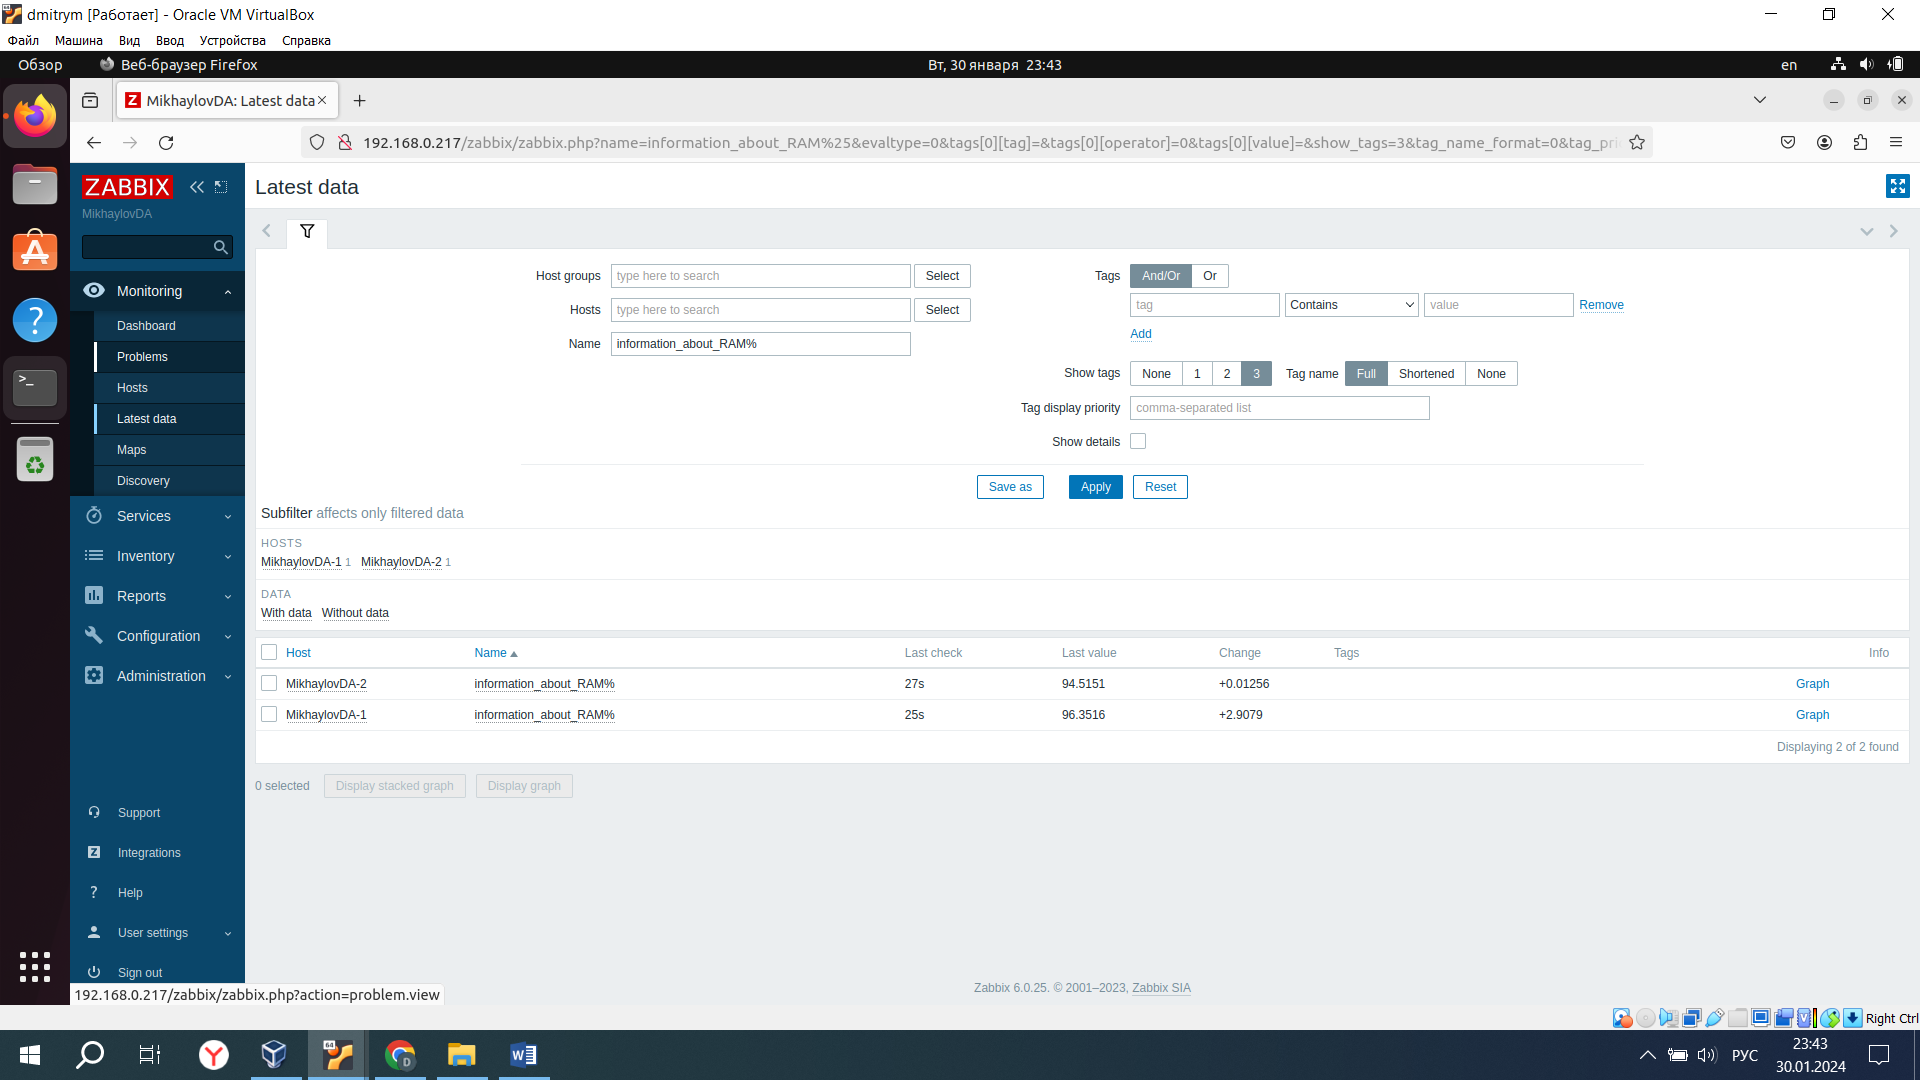 dmitrym [Работает] - Oracle VM VirtualBox
Файл Машина Вид Ввод Устройства Справка
Обзор Веб-браузер Firefox Вт, 30 января 23:43 en
MikhaylovDA: Latest data
192.168.0.217/zabbix/zabbix.php?name=information_about_RAM%25&evaltype=0&tags[0][tag]=&tags[0][operator]=0&tags[0][value]=&show_tags=3&tag_name_format=0&tag_pri
ZABBIX
MikhaylovDA
Monitoring
Dashboard
Problems
Hosts
Latest data
Maps
Discovery
Services
Inventory
Reports
Configuration
Administration
Support
Integrations
Help
User settings
Sign out
Latest data
Host groups type here to search Select
Hosts type here to search Select
Name information_about_RAM%
Tags And/Or Or
tag Contains value Remove
Add
Show tags None 1 2 3 Tag name Full Shortened None
Tag display priority comma-separated list
Show details
Save as Apply Reset
Subfilter affects only filtered data
HOSTS
MikhaylovDA-1 1 MikhaylovDA-2 1
DATA
With data Without data
Host Name Last check Last value Change Tags Info
MikhaylovDA-2 information_about_RAM% 27s 94.5151 +0.01256 Graph
MikhaylovDA-1 information_about_RAM% 25s 96.3516 +2.9079 Graph
Displaying 2 of 2 found
0 selected Display stacked graph Display graph
Zabbix 6.0.25. © 2001–2023, Zabbix SIA
192.168.0.217/zabbix/zabbix.php?action=problem.view
Right Ctrl
РУС
23:43
30.01.2024